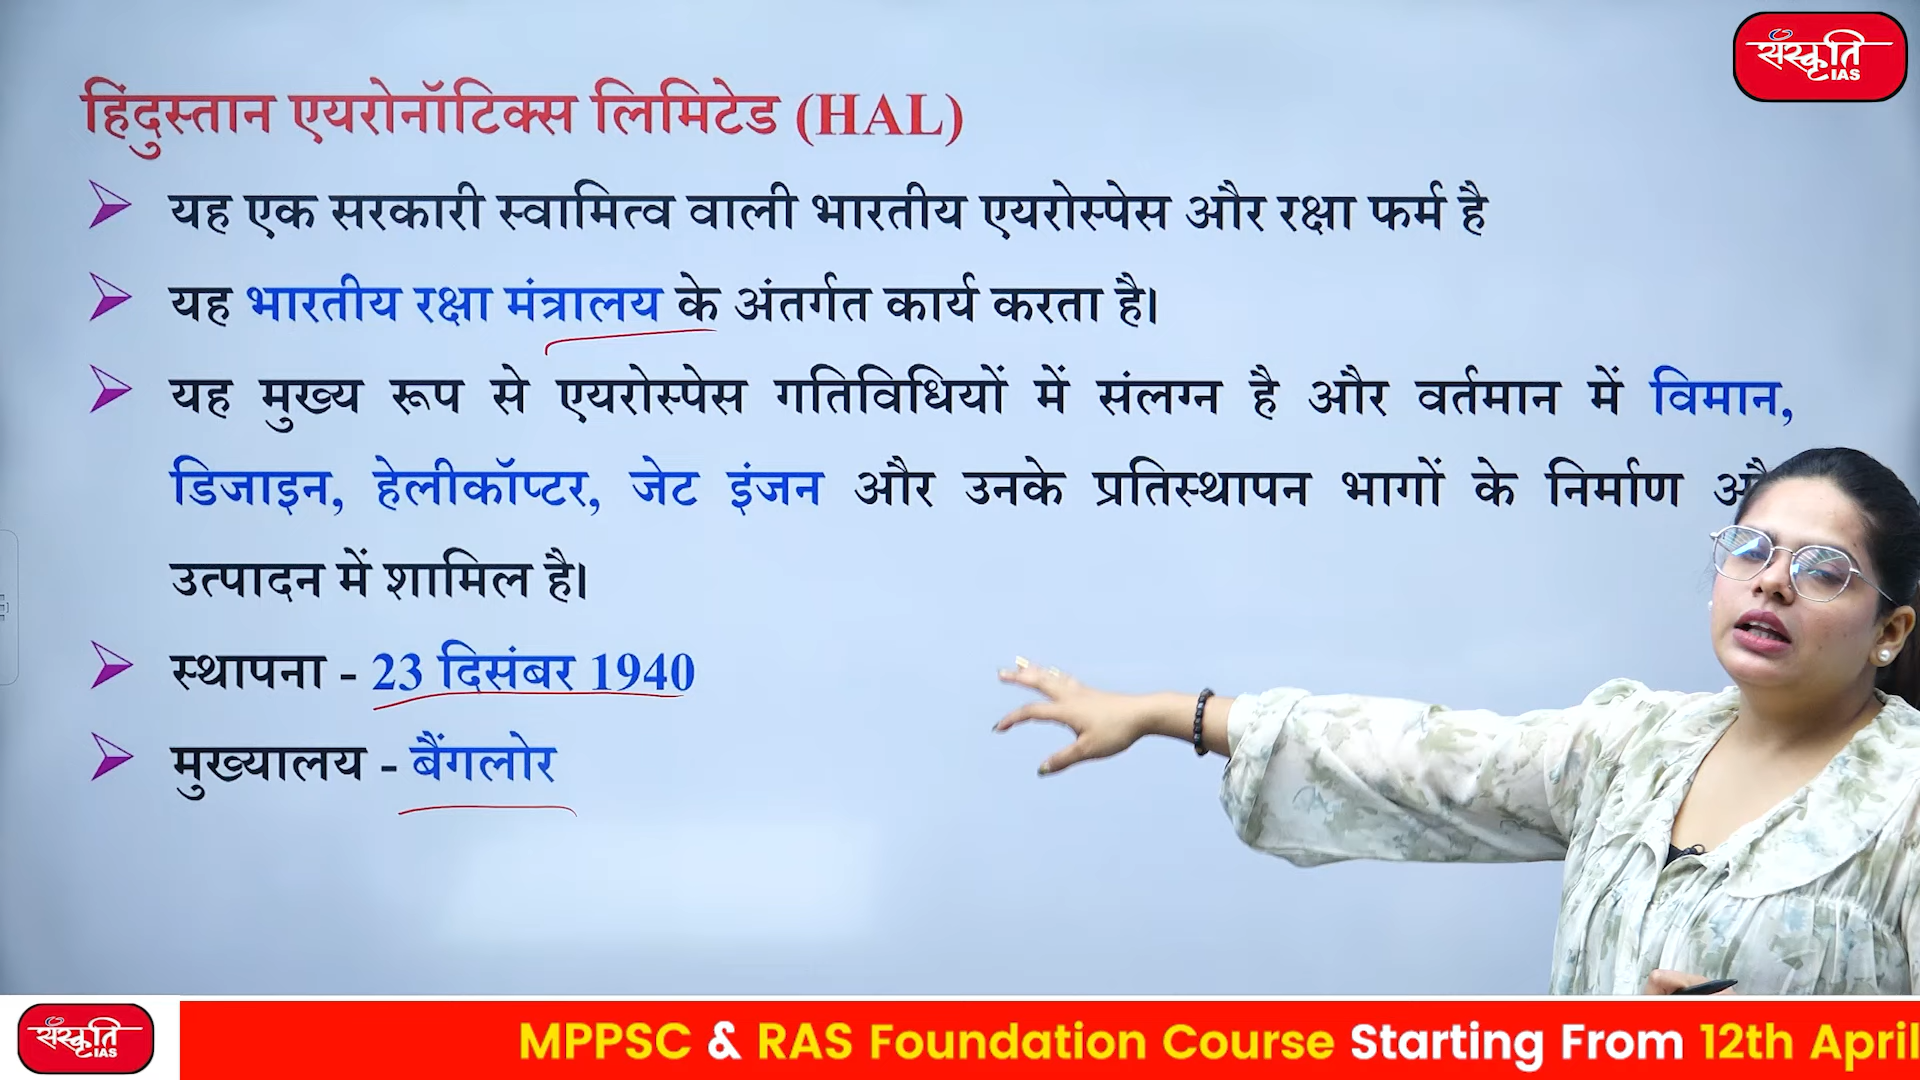 संस्कृति
IAS
हिंदुस्तान एयरोनॉटिक्स लिमिटेड (HAL)
यह एक सरकारी स्वामित्व वाली भारतीय एयरोस्पेस और रक्षा फर्म है
यह भारतीय रक्षा मंत्रालय के अंतर्गत कार्य करता है।
यह मुख्य रूप से एयरोस्पेस गतिविधियों में संलग्न है और वर्तमान में विमान,
डिजाइन, हेलीकॉप्टर, जेट इंजन और उनके प्रतिस्थापन भागों के निर्माण
उत्पादन में शामिल है।
स्थापना - 23 दिसंबर 1940
मुख्यालय - बैंगलोर
संस्कृति
IAS
MPPSC & RAS Foundation Course Starting From 12th April